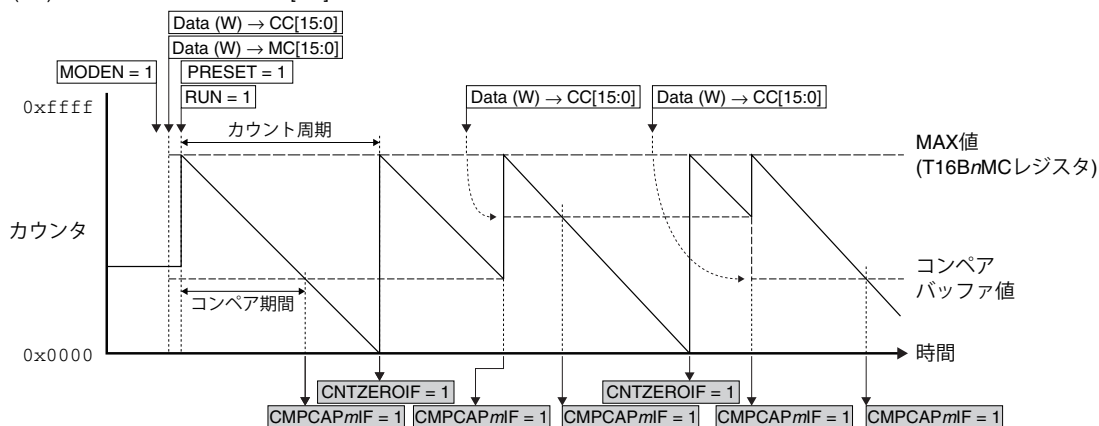 Data (W) → CC[15:0]
Data (W) → MC[15:0]
MODEN = 1
PRESET = 1
RUN = 1
Data (W) → CC[15:0]
Data (W) → CC[15:0]
0xffff
カウント周期
MAX値
(T16BnMCレジスタ)
カウンタ
コンペア
バッファ値
コンペア期間
0x0000
時間
CNTZEROIF = 1
CNTZEROIF = 1
CMPCAPmIF = 1
CMPCAPmIF = 1
CMPCAPmIF = 1
CMPCAPmIF = 1
CMPCAPmIF = 1